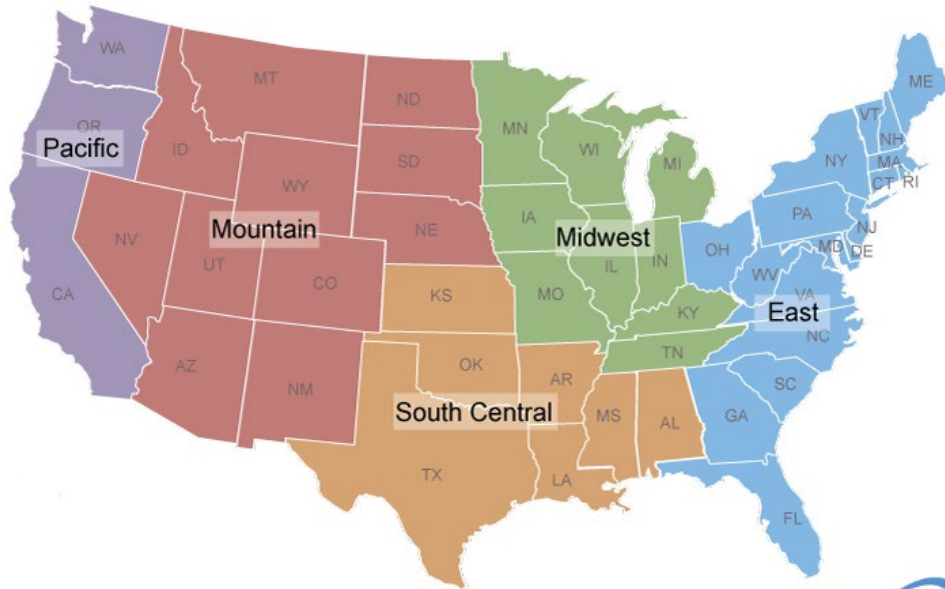 WA
OR
Pacific
CA
MT
ID
WY
Mountain
NV
UT
CO
AZ
NM
ND
SD
NE
KS
OK
South Central
TX
AR
LA
MS
AL
MN
WI
MI
IA
Midwest
IL
IN
MO
KY
TN
ME
VT
NH
NY
MA
CT
RI
PA
NJ
OH
MD
DE
WV
VA
East
NC
SC
GA
FL